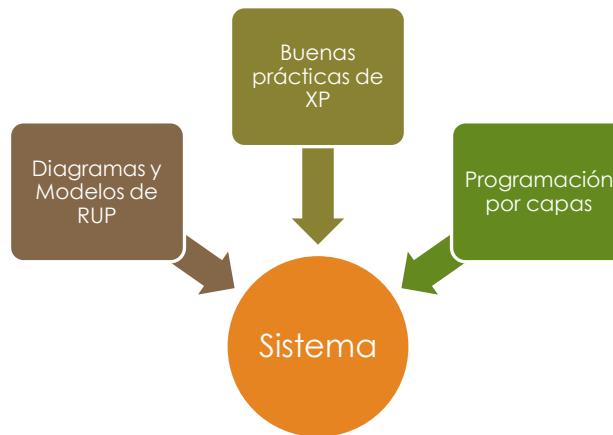 Buenas
prácticas de
XP
Diagramas y
Modelos de
RUP
Programación
por capas
Sistema